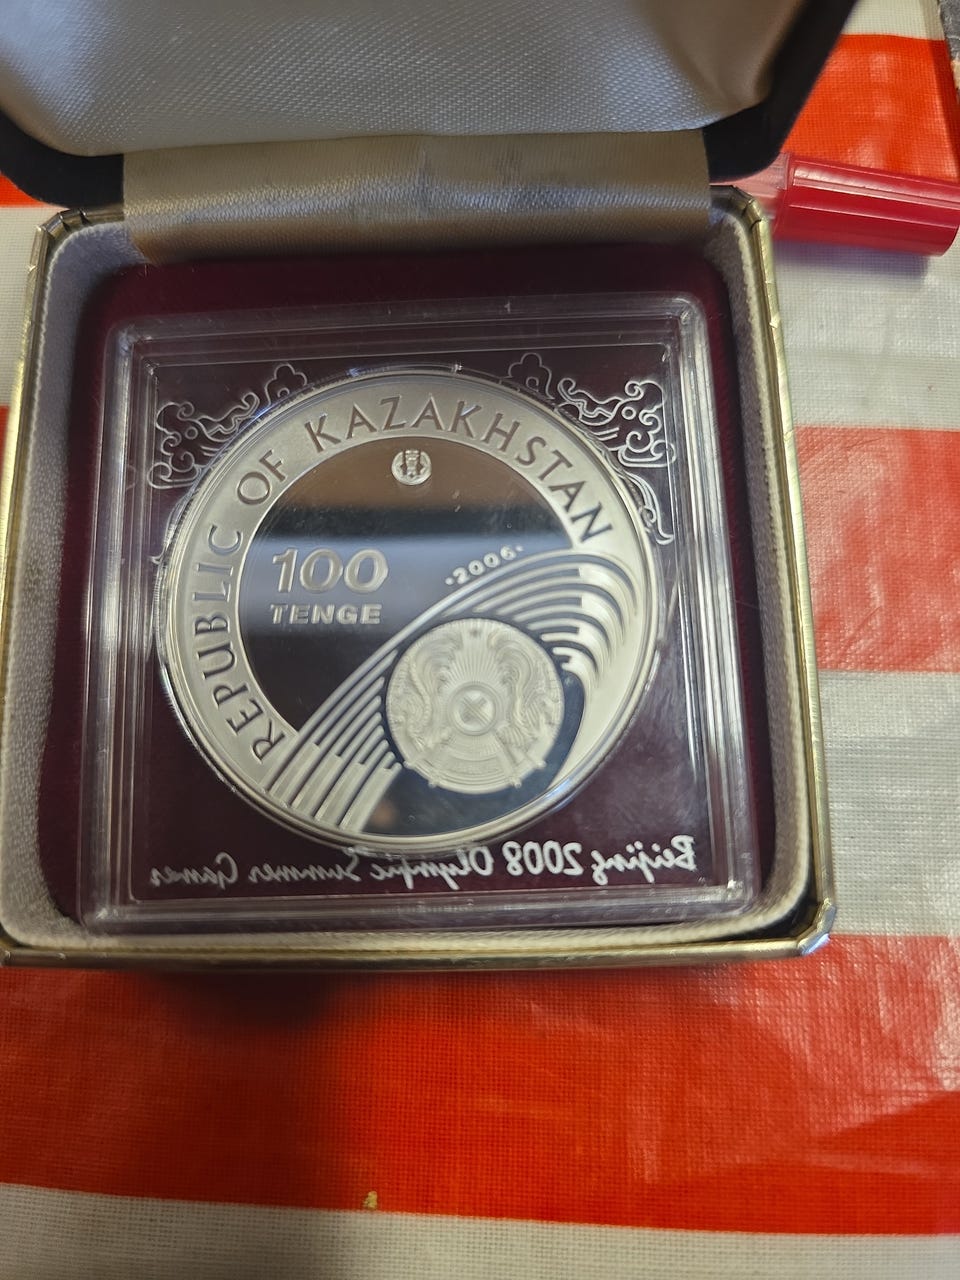 REPUBLIC OF KAZAKHSTAN
·2006·
100
TENGE
Beijing 2008 Olympic Summer Games